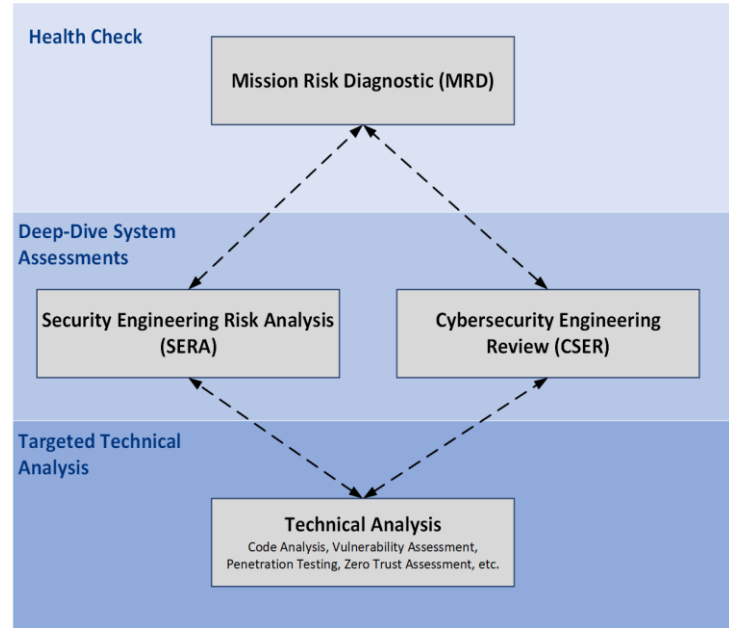 Health Check
Mission Risk Diagnostic (MRD)
Deep-Dive System
Assessments
Security Engineering Risk Analysis
(SERA)
Cybersecurity Engineering
Review (CSER)
Targeted Technical
Analysis
Technical Analysis
Code Analysis, Vulnerability Assessment,
Penetration Testing, Zero Trust Assessment, etc.